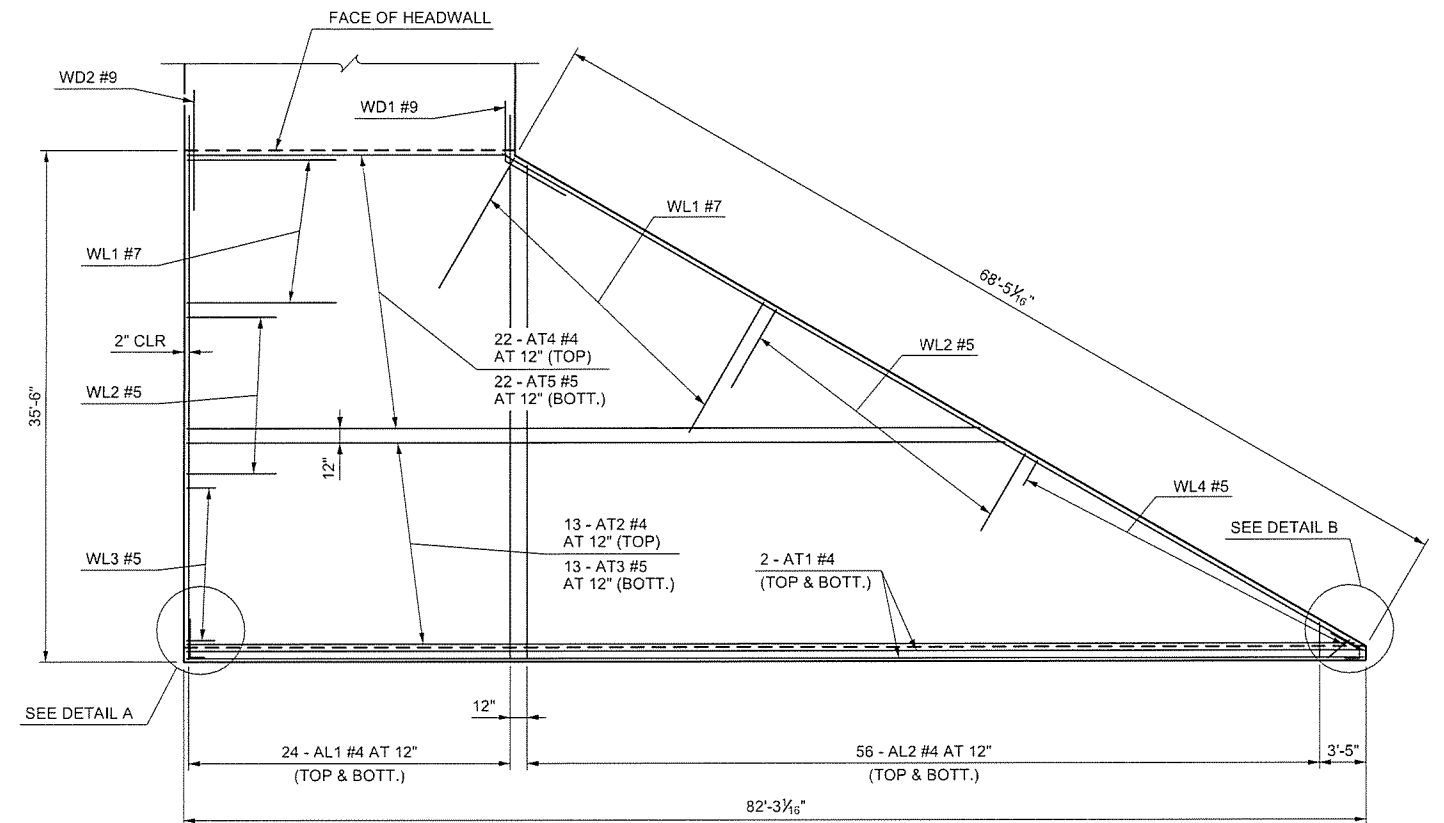 FACE OF HEADWALL
WD2 #9
WD1 #9
WL1 #7
WL1 #7
68'-5 1/16"
22 - AT4 #4
AT 12" (TOP)
22 - AT5 #5
AT 12" (BOTT.)
2" CLR
WL2 #5
WL2 #5
35'-6"
12"
WL4 #5
13 - AT2 #4
AT 12" (TOP)
13 - AT3 #5
AT 12" (BOTT.)
2 - AT1 #4
(TOP & BOTT.)
SEE DETAIL B
WL3 #5
SEE DETAIL A
12"
24 - AL1 #4 AT 12"
(TOP & BOTT.)
56 - AL2 #4 AT 12"
(TOP & BOTT.)
3'-5"
82'-3 1/16"